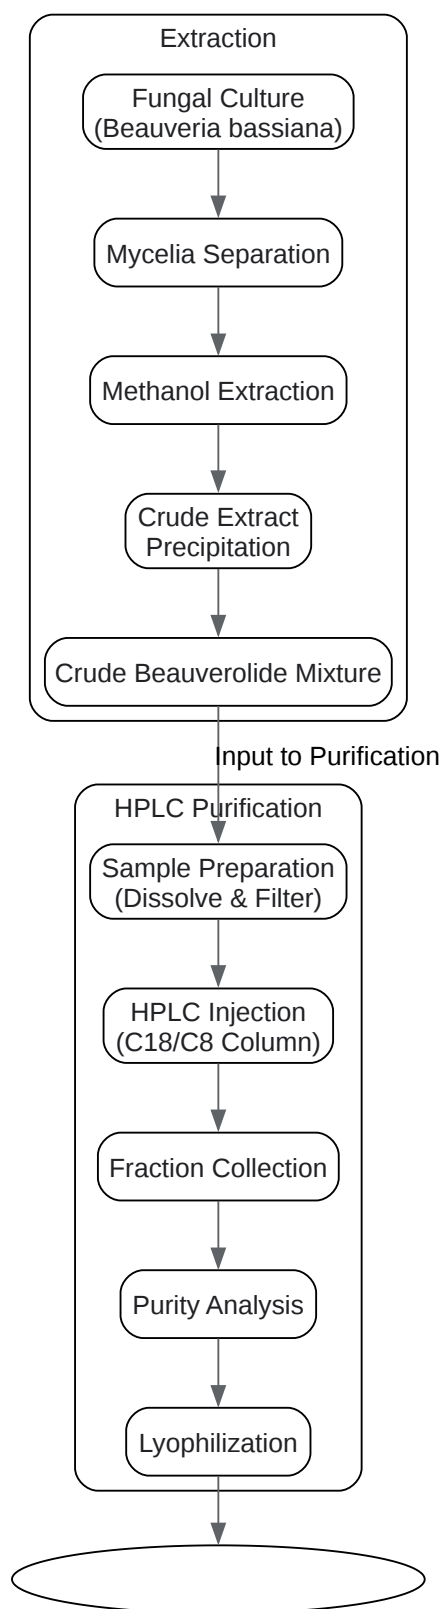 Extraction
Fungal Culture
(Beauveria bassiana)
Mycelia Separation
Methanol Extraction
Crude Extract
Precipitation
Crude Beauverolide Mixture
Input to Purification
HPLC Purification
Sample Preparation
(Dissolve & Filter)
HPLC Injection
(C18/C8 Column)
Fraction Collection
Purity Analysis
Lyophilization